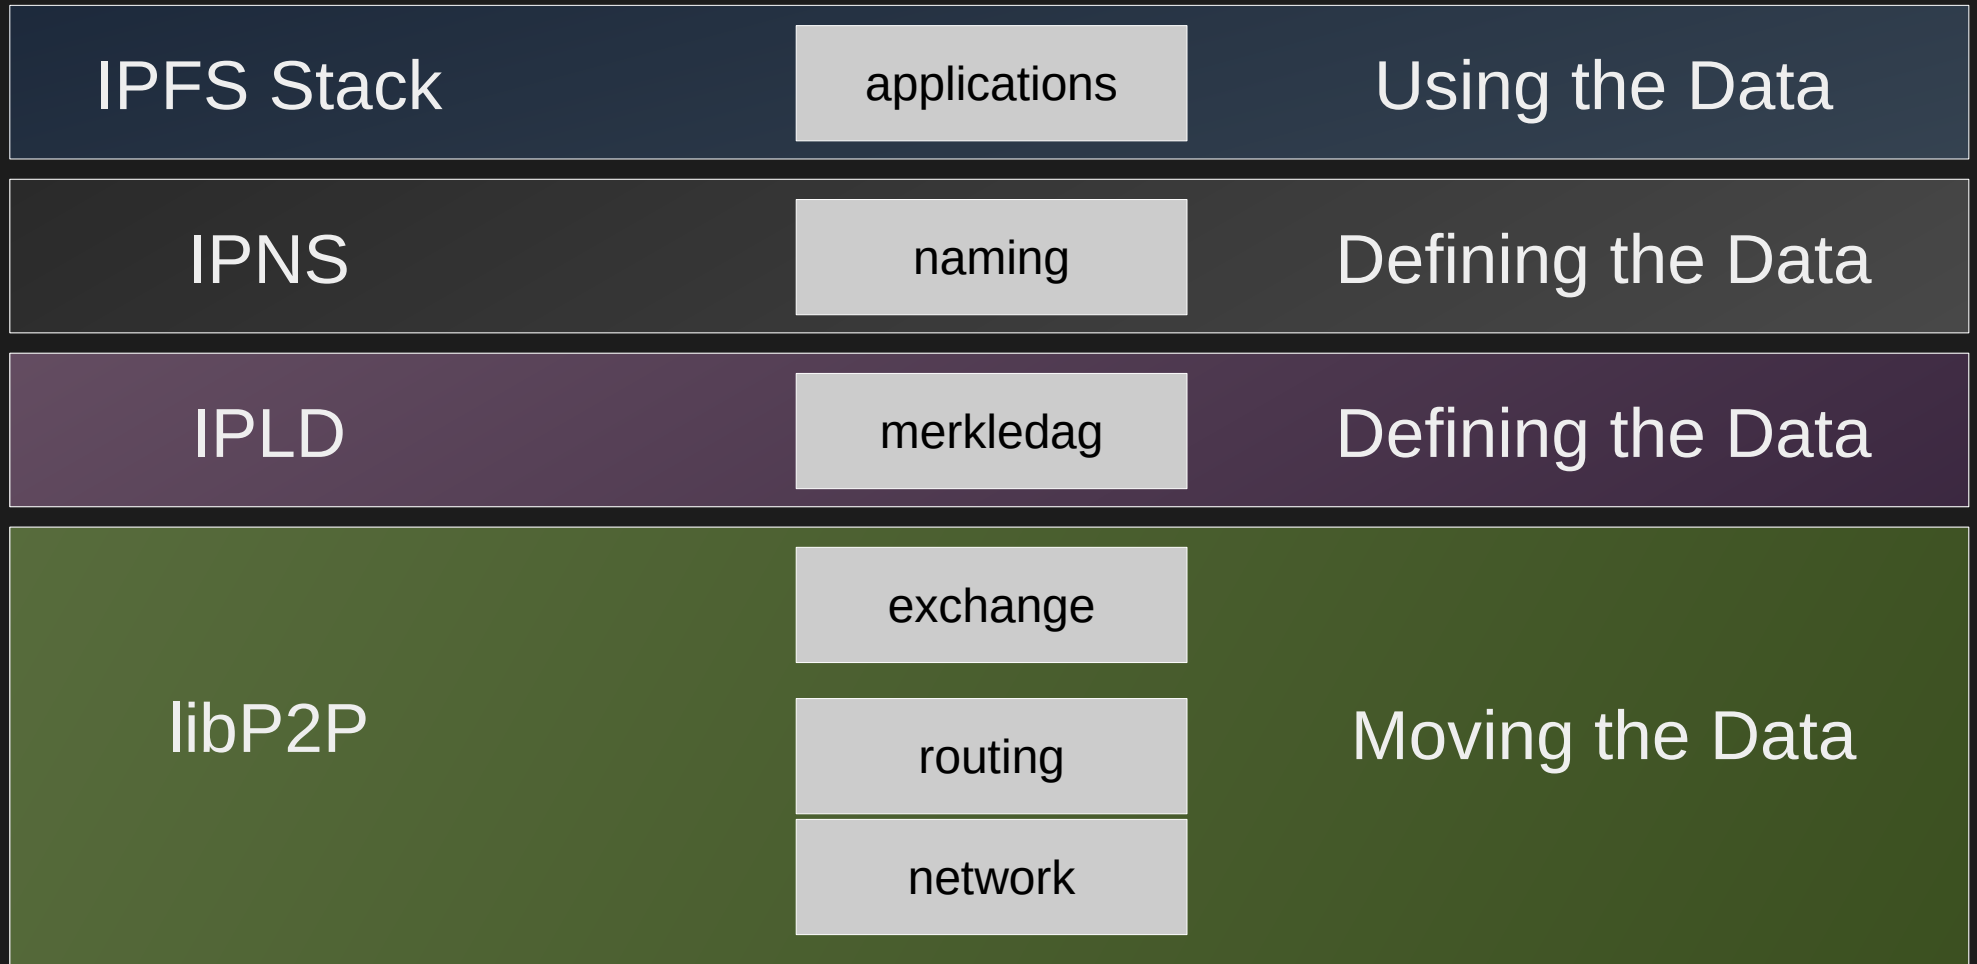 IPFS Stack
applications
Using the Data
IPNS
naming
Defining the Data
IPLD
merkledag
Defining the Data
libP2P
exchange
routing
network
Moving the Data